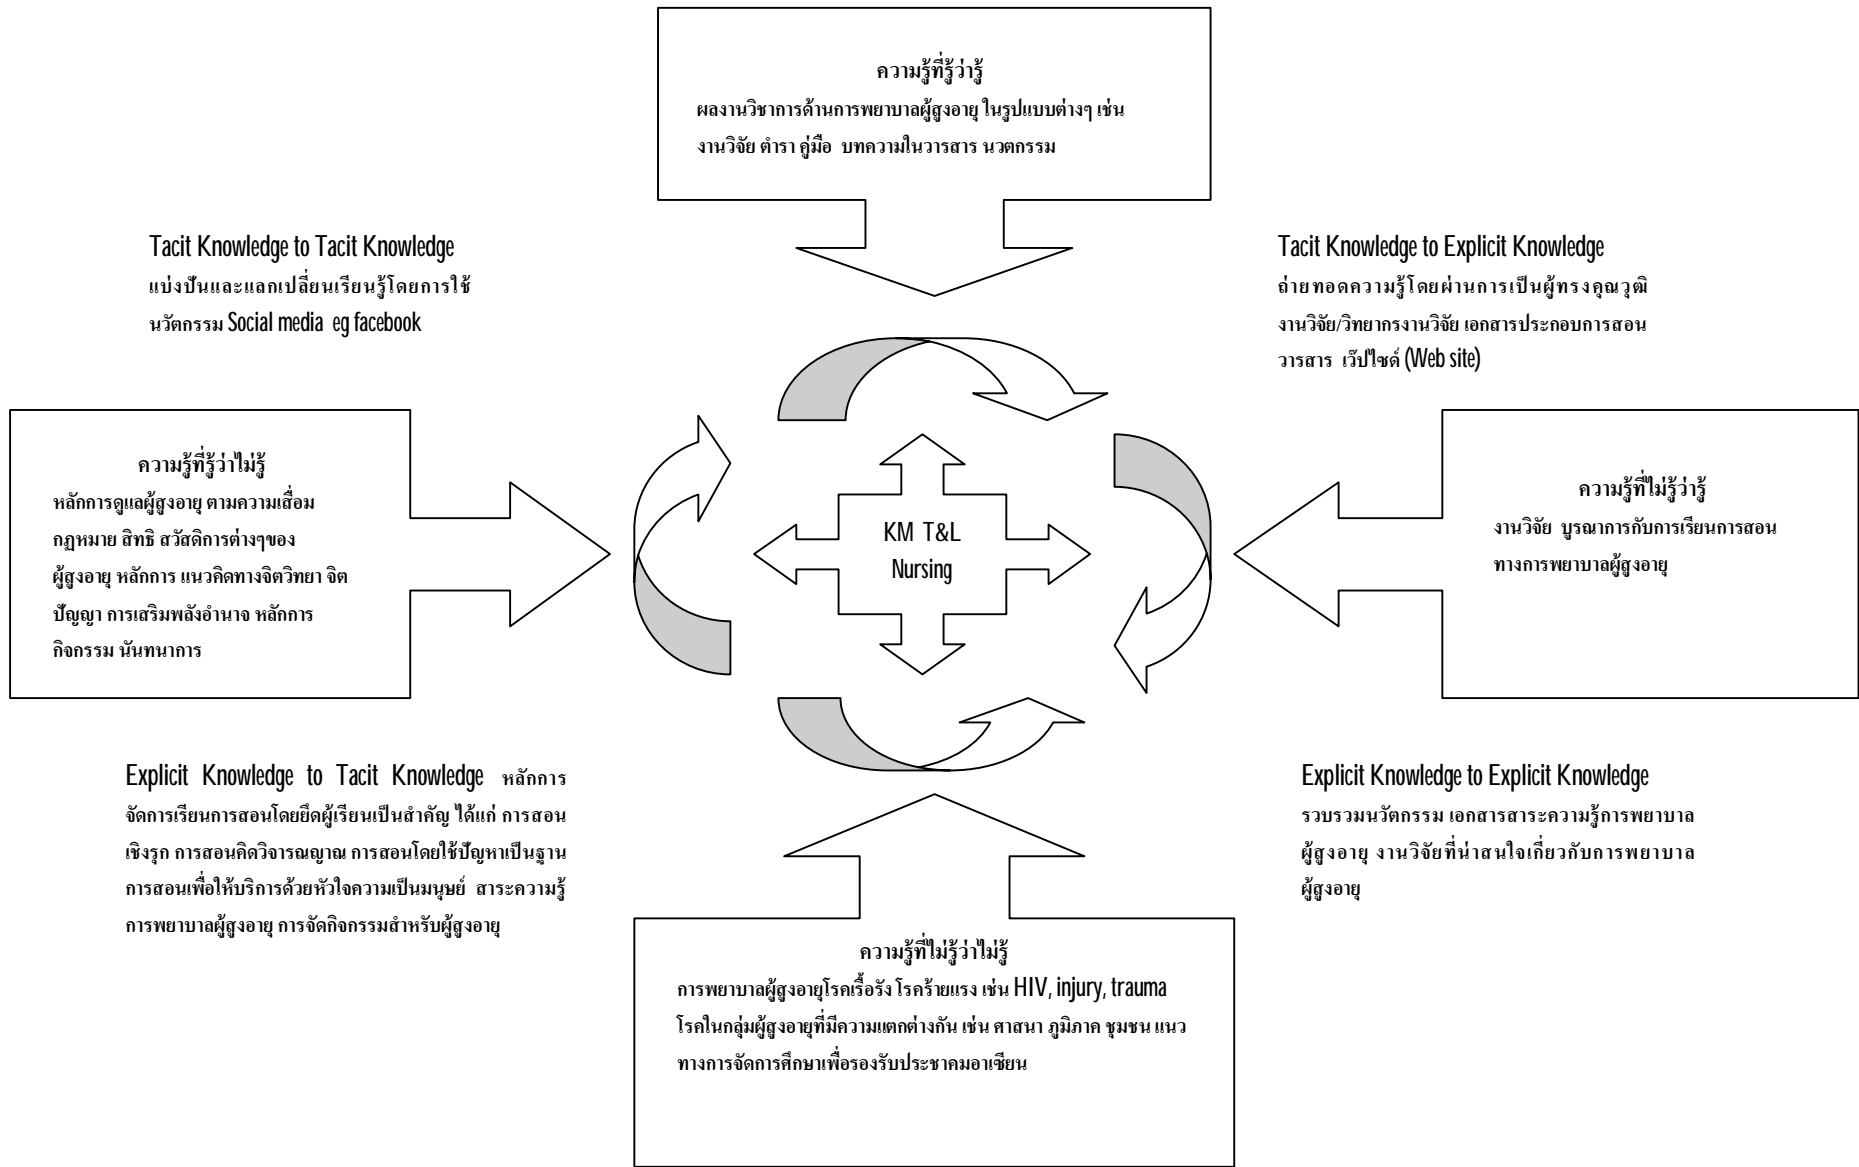 ความรู้ที่รู้ว่ารู้
ผลงานวิชาการด้านการพยาบาลผู้สูงอายุ ในรูปแบบต่างๆ เช่น
งานวิจัย ตำรา คู่มือ บทความในวารสาร นวตกรรม
Tacit Knowledge to Tacit Knowledge
แบ่งปันและแลกเปลี่ยนเรียนรู้โดยการใช้
นวัตกรรม Social media eg facebook
Tacit Knowledge to Explicit Knowledge
ถ่ายทอดความรู้โดยผ่านการเป็นผู้ทรงคุณวุฒิ
งานวิจัย/วิทยากรงานวิจัย เอกสารประกอบการสอน
วารสาร เว๊ปไซด์ (Web site)
ความรู้ที่รู้ว่าไม่รู้
หลักการดูแลผู้สูงอายุ ตามความเสื่อม
กฎหมาย สิทธิ สวัสดิการต่างๆของ
ผู้สูงอายุ หลักการ แนวคิดทางจิตวิทยา จิต
ปัญญา การเสริมพลังอำนาจ หลักการ
กิจกรรม นันทนาการ
KM T&L
Nursing
ความรู้ที่ไม่รู้ว่ารู้
งานวิจัย บูรณาการกับการเรียนการสอน
ทางการพยาบาลผู้สูงอายุ
Explicit Knowledge to Tacit Knowledge หลักการ
จัดการเรียนการสอนโดยยึดผู้เรียนเป็นสำคัญ ได้แก่ การสอน
เชิงรุก การสอนคิดวิจารณญาณ การสอนโดยใช้ปัญหาเป็นฐาน
การสอนเพื่อให้บริการด้วยหัวใจความเป็นมนุษย์ สาระความรู้
การพยาบาลผู้สูงอายุ การจัดกิจกรรมสำหรับผู้สูงอายุ
Explicit Knowledge to Explicit Knowledge
รวบรวมนวัตกรรม เอกสารสาระความรู้การพยาบาล
ผู้สูงอายุ งานวิจัยที่น่าสนใจเกี่ยวกับการพยาบาล
ผู้สูงอายุ
ความรู้ที่ไม่รู้ว่าไม่รู้
การพยาบาลผู้สูงอายุโรคเรื้อรัง โรคร้ายแรง เช่น HIV, injury, trauma
โรคในกลุ่มผู้สูงอายุที่มีความแตกต่างกัน เช่น ศาสนา ภูมิภาค ชุมชน แนว
ทางการจัดการศึกษาเพื่อรองรับประชาคมอาเซียน